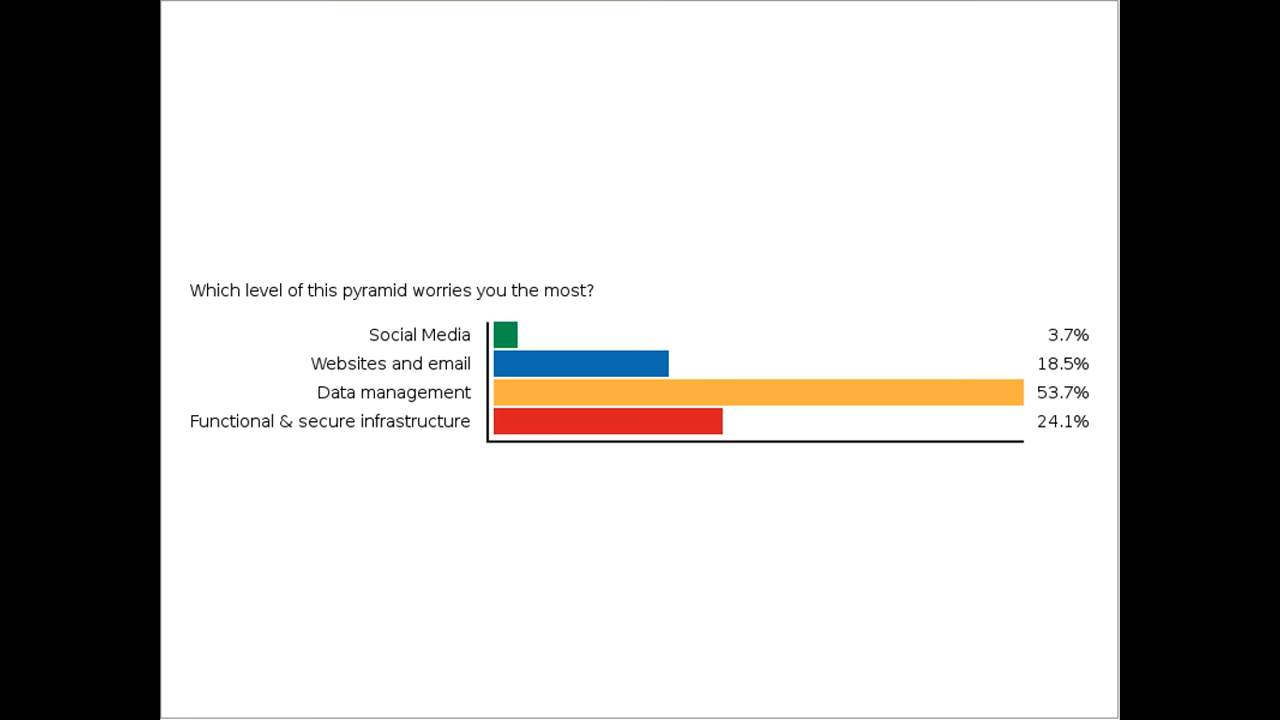 Which level of this pyramid worries you the most?
Social Media 3.7%
Websites and email 18.5%
Data management 53.7%
Functional & secure infrastructure 24.1%